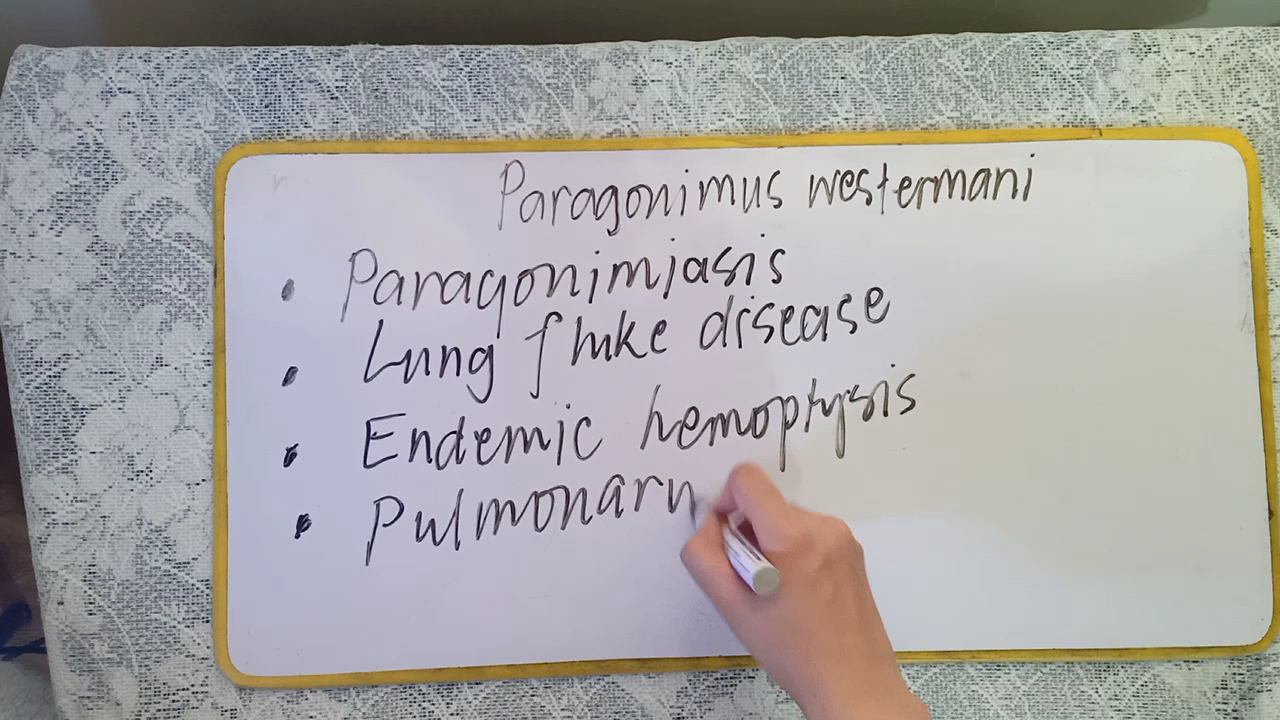 Paragonimus westermani
• Paragonimiasis
• Lung fluke disease
• Endemic hemoptysis
• Pulmonary